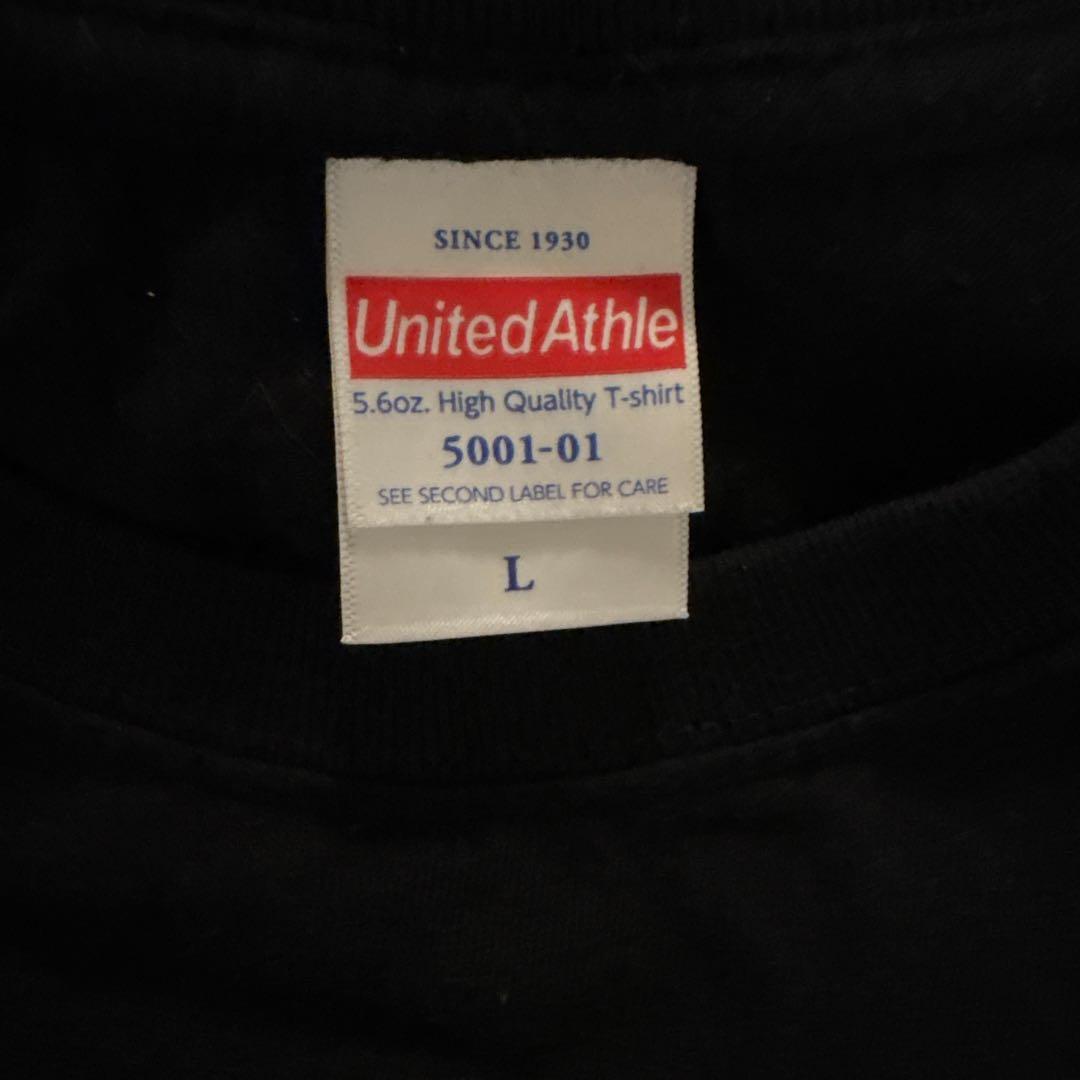 SINCE 1930
United Athle
5.6oz. High Quality T-shirt
5001-01
SEE SECOND LABEL FOR CARE
L